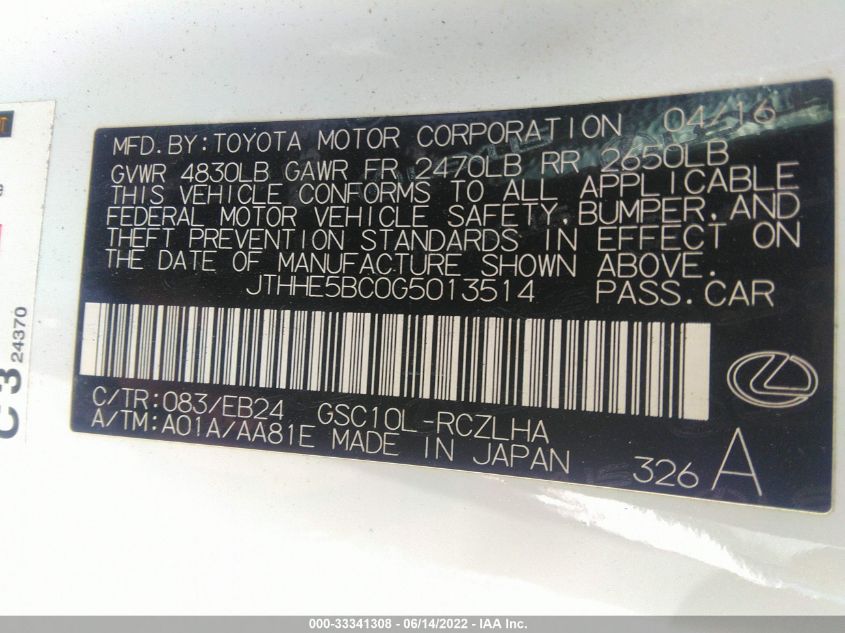 MFD.BY:TOYOTA MOTOR CORPORATION 04/16
GVWR 4830LB GAWR FR 2470LB RR 2650LB
THIS VEHICLE CONFORMS TO ALL APPLICABLE
FEDERAL MOTOR VEHICLE SAFETY,BUMPER,AND
THEFT PREVENTION STANDARDS IN EFFECT ON
THE DATE OF MANUFACTURE SHOWN ABOVE.
JTHHE5BC0G5013514 PASS.CAR
C/TR:083/EB24 GSC10L-RCZLHA
A/TM:A01A/AA81E MADE IN JAPAN
326 A
C3
24370
000-33341308 - 06/14/2022 - IAA Inc.